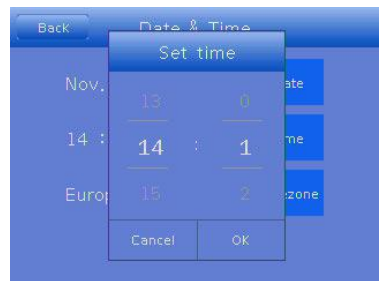 Back Date & Time
Set time
Nov. ate
13 0
14 : me
14 : 1
Europ zone
15 2
Cancel OK